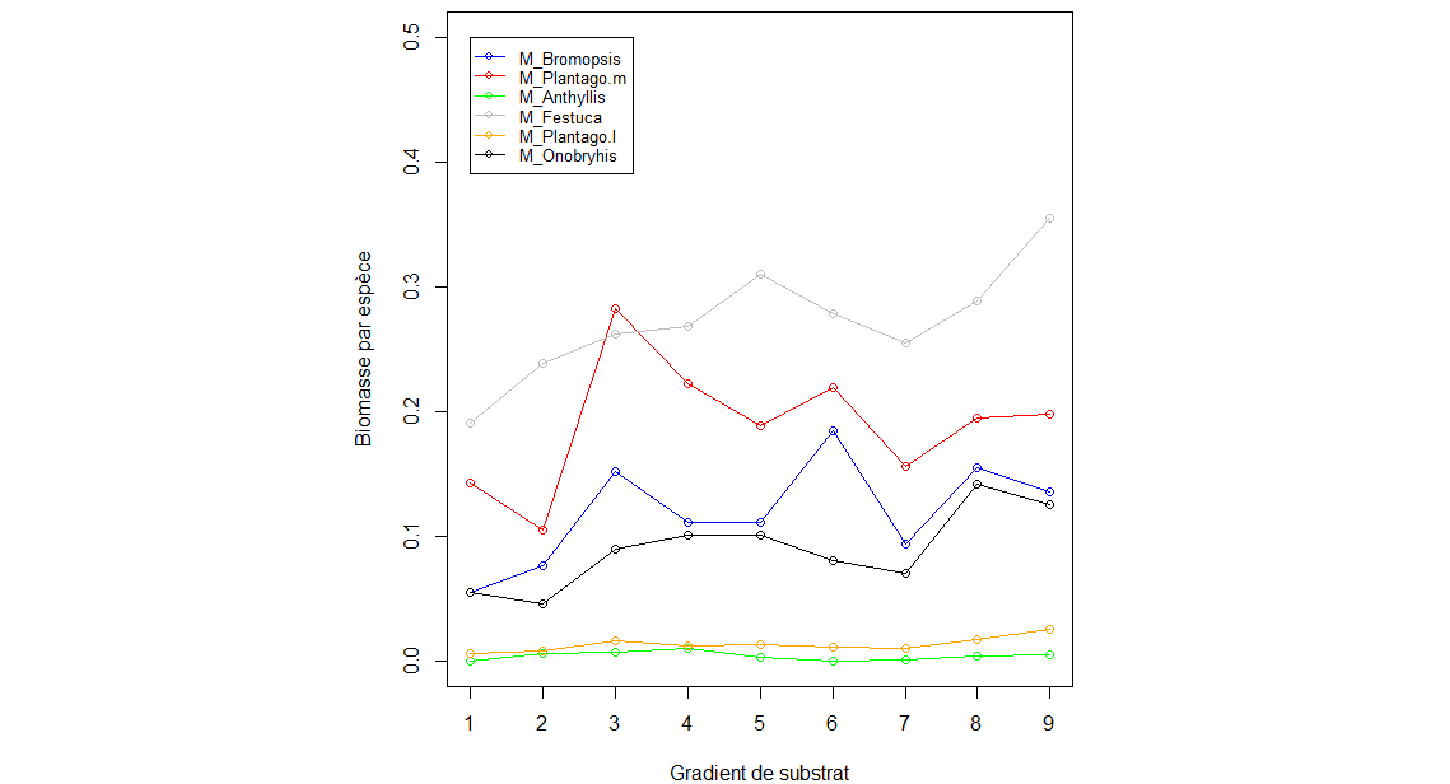 0.5
M_Bromopsis
M_Plantago.m
M_Anthyllis
M_Festuca
M_Plantago.l
M_Onobryhis
0.4
0.3
Biomasse par espèce
0.2
0.1
0.0
1 2 3 4 5 6 7 8 9
Gradient de substrat